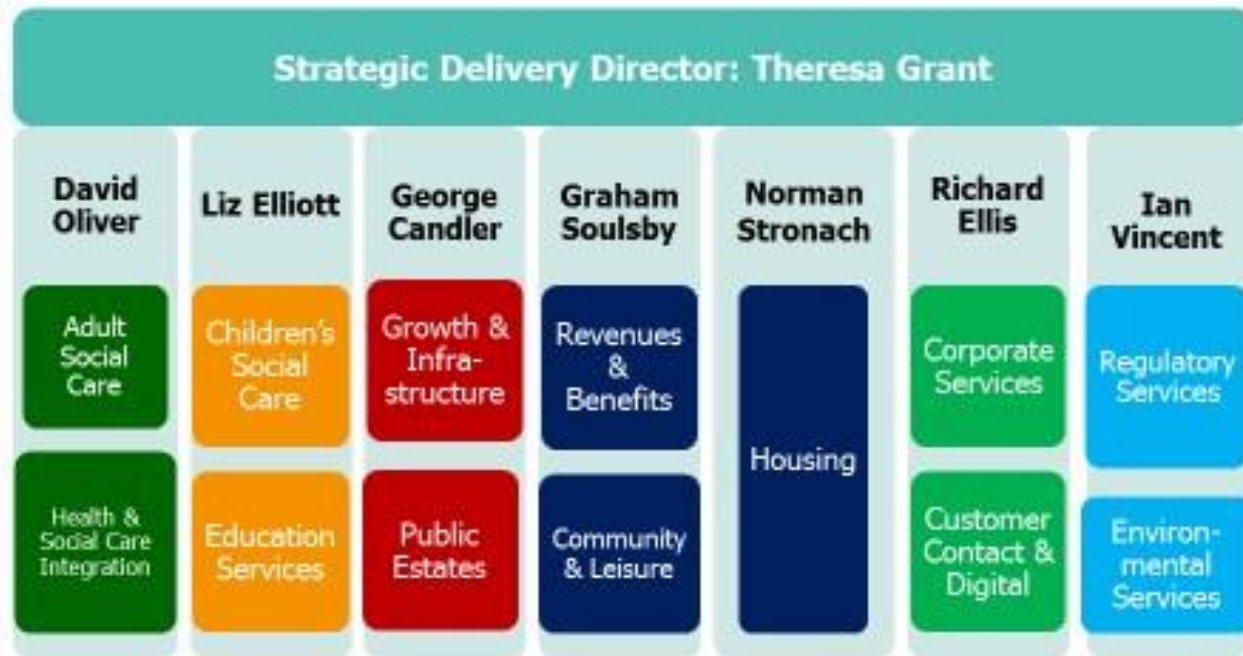 Strategic Delivery Director: Theresa Grant
David
Oliver
Adult
Social
Care
Health &
Social Care
Integration
Liz Elliott
Children's
Social
Care
Education
Services
George
Candler
Growth &
Infra-
structure
Public
Estates
Graham
Soulsby
Revenues
&
Benefits
Community
& Leisure
Norman
Stronach
Housing
Richard
Ellis
Corporate
Services
Customer
Contact &
Digital
Ian
Vincent
Regulatory
Services
Environ-
mental
Services